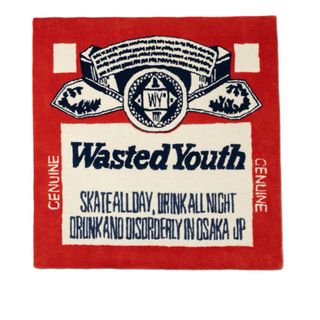 WY
GENUINE
Wasted Youth
GENUINE
SKATE ALL DAY, DRINK ALL NIGHT
DRUNK AND DISORDERLY IN OSAKA JP